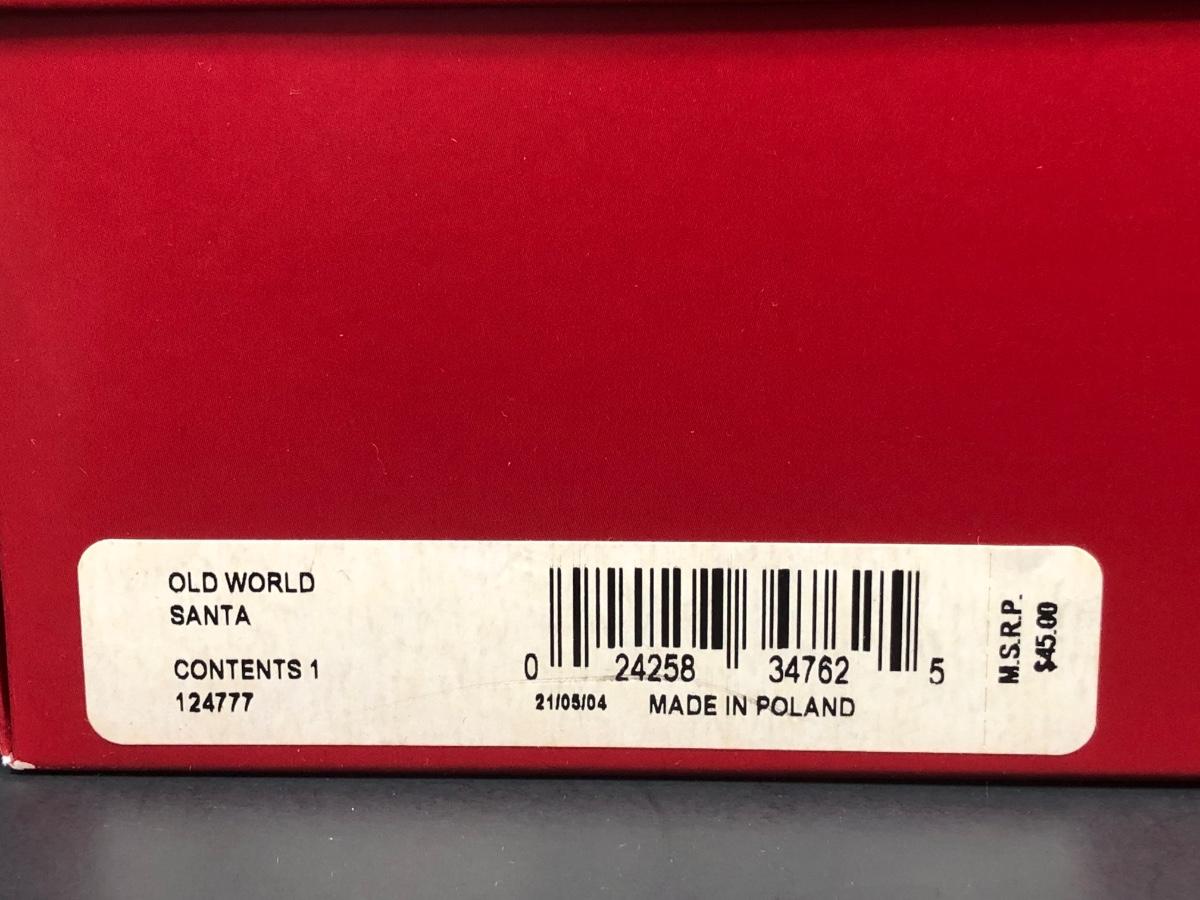 OLD WORLD
SANTA
CONTENTS 1
124777
0 24258 34762 5
21/05/04 MADE IN POLAND
M.S.R.P.
$45.00